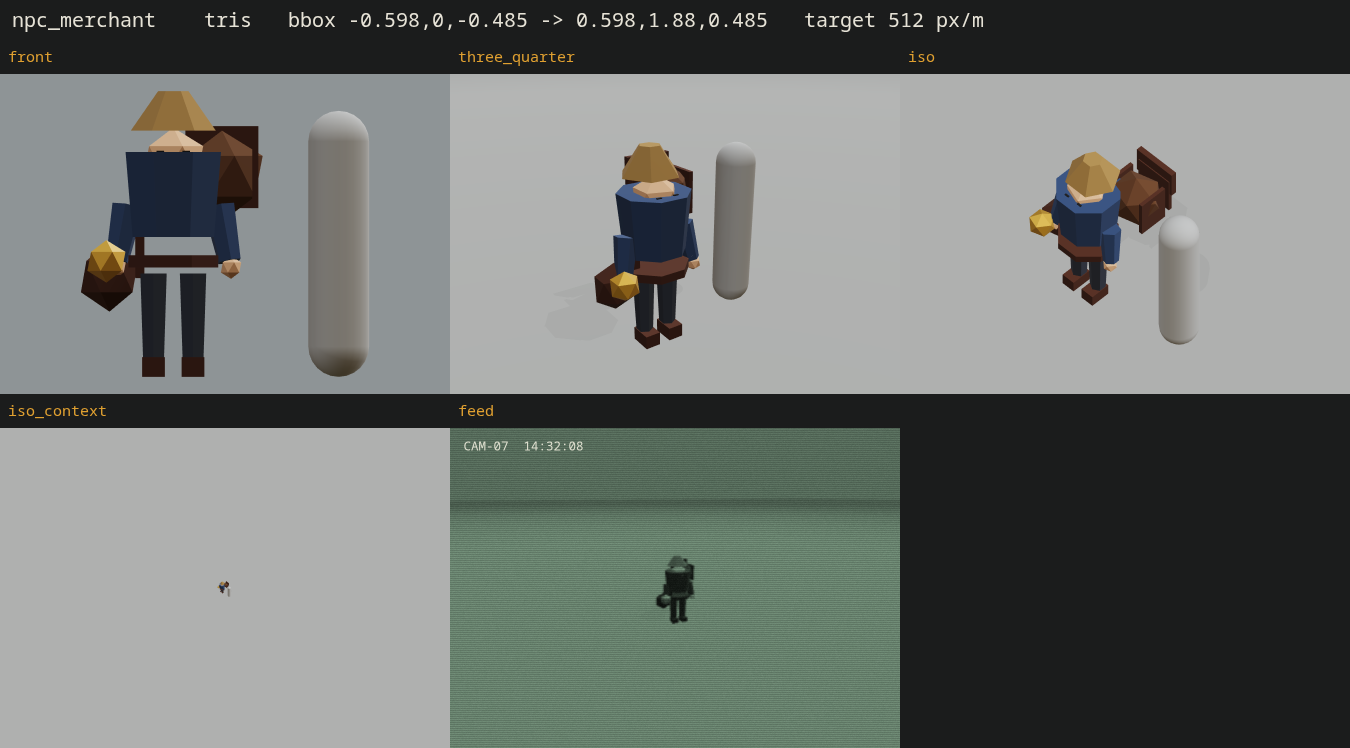 npc_merchant    tris   bbox -0.598,0,-0.485 -> 0.598,1.88,0.485   target 512 px/m
front
three_quarter
iso
iso_context
feed
CAM-07  14:32:08